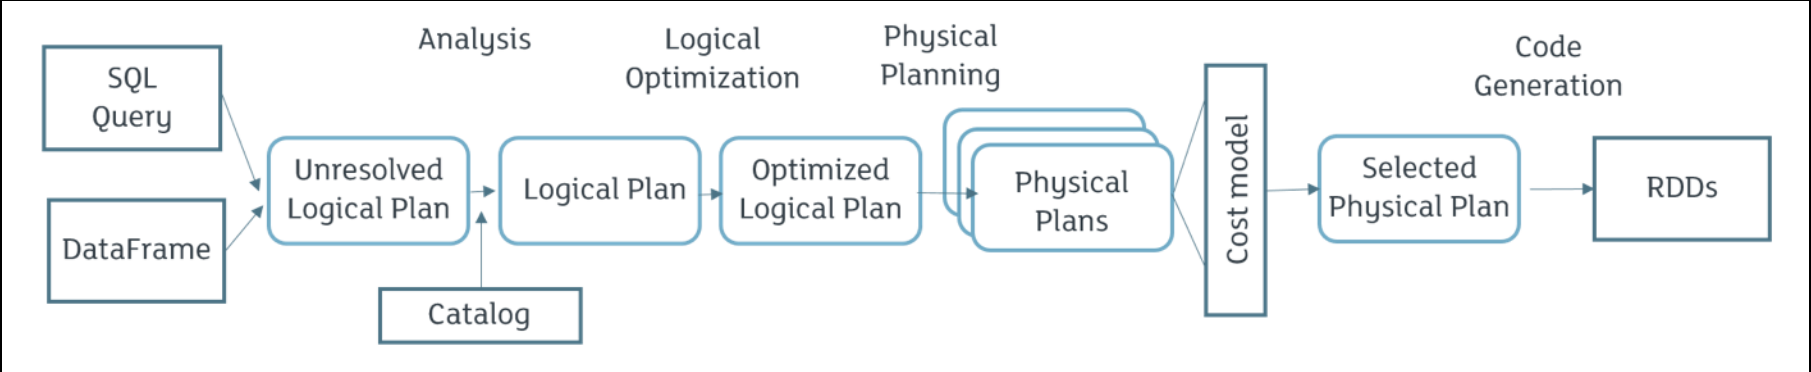 Analysis
Logical
Optimization
Physical
Planning
Code
Generation
SQL
Query
DataFrame
Unresolved
Logical Plan
Catalog
Logical Plan
Optimized
Logical Plan
Physical
Plans
Cost model
Selected
Physical Plan
RDDs